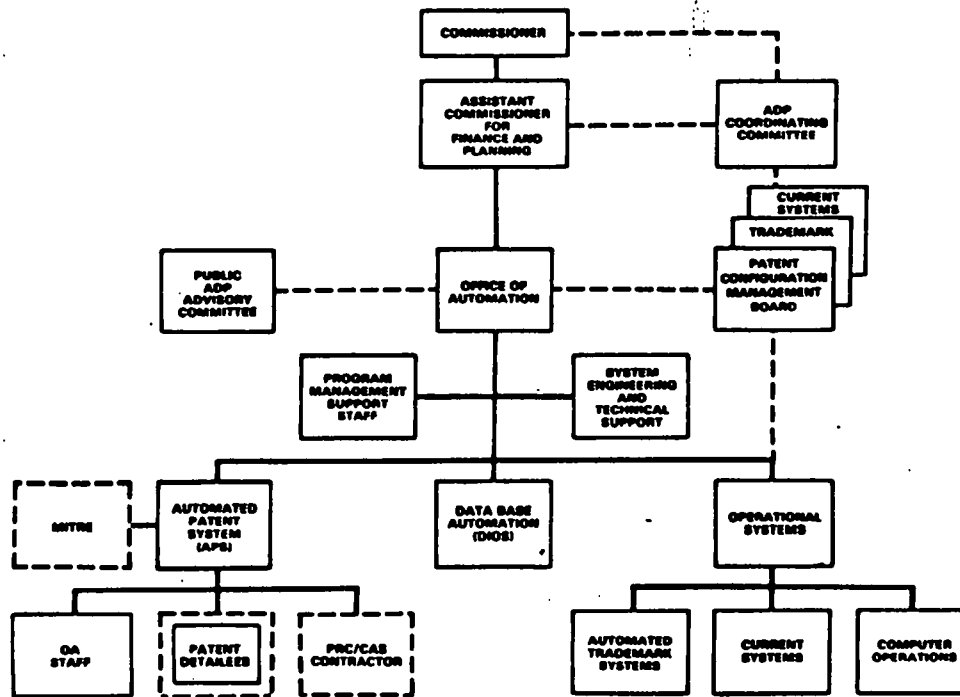 COMMISSIONER
ASSISTANT
COMMISSIONER
FOR
FINANCE AND
PLANNING
ADP
COORDINATING
COMMITTEE
CURRENT
SYSTEMS
TRADEMARK
PATENT
CONFIGURATION
MANAGEMENT
BOARD
PUBLIC
ADP
ADVISORY
COMMITTEE
OFFICE OF
AUTOMATION
PROGRAM
MANAGEMENT
SUPPORT
STAFF
SYSTEM
ENGINEERING
AND
TECHNICAL
SUPPORT
MITRE
AUTOMATED
PATENT
SYSTEM
(APS)
DATA BASE
AUTOMATION
(DIOS)
OPERATIONAL
SYSTEMS
OA
STAFF
PATENT
DETAILEES
PRC/CAS
CONTRACTOR
AUTOMATED
TRADEMARK
SYSTEMS
CURRENT
SYSTEMS
COMPUTER
OPERATIONS